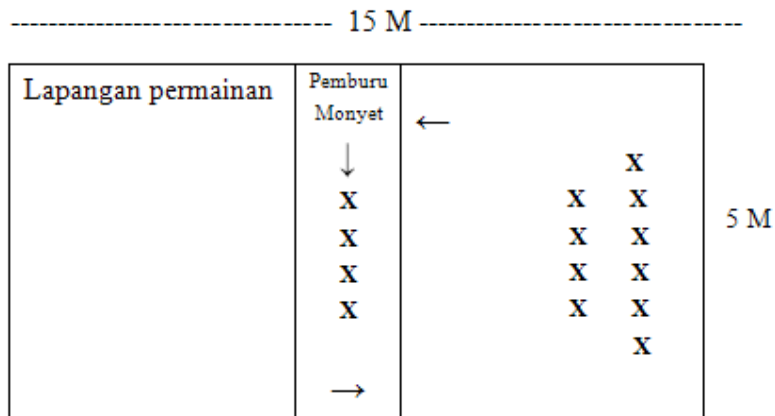 15 M
Lapangan permainan
Pemburu
Monyet
←
↓
X
X X X
X X X
X X X
X X X
X
5 M
→